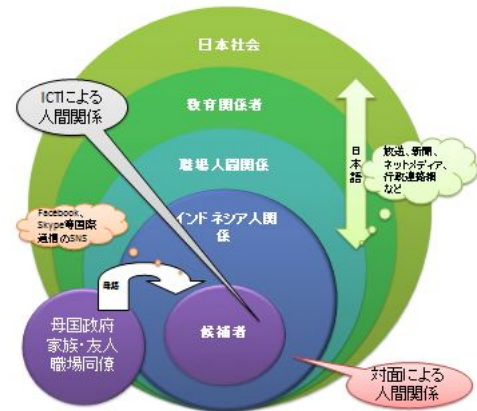 日本社会
ICTによる
人間関係
教育関係者
職場人間関係
日本語
放送、新聞、
ネットメディア、
行政連絡網
など
インドネシア人関
係
Facebook、
Skype等国際
通信のSNS
母語
母国政府
家族・友人
職場同僚
候補者
対面による
人間関係